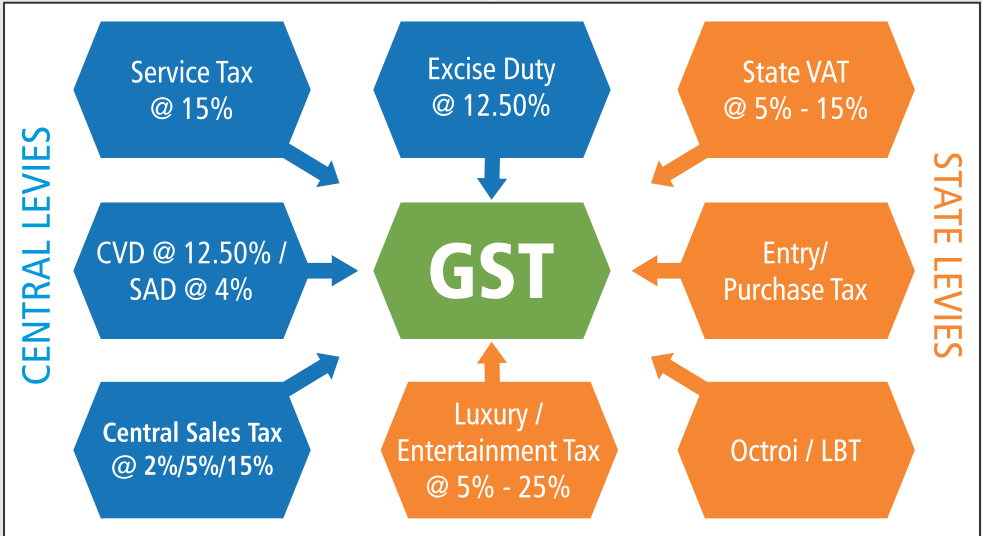 CENTRAL LEVIES
Service Tax
@ 15%
Excise Duty
@ 12.50%
State VAT
@ 5% - 15%
CVD @ 12.50% /
SAD @ 4%
GST
Entry/
Purchase Tax
Central Sales Tax
@ 2%/5%/15%
Luxury /
Entertainment Tax
@ 5% - 25%
Octroi / LBT
STATE LEVIES